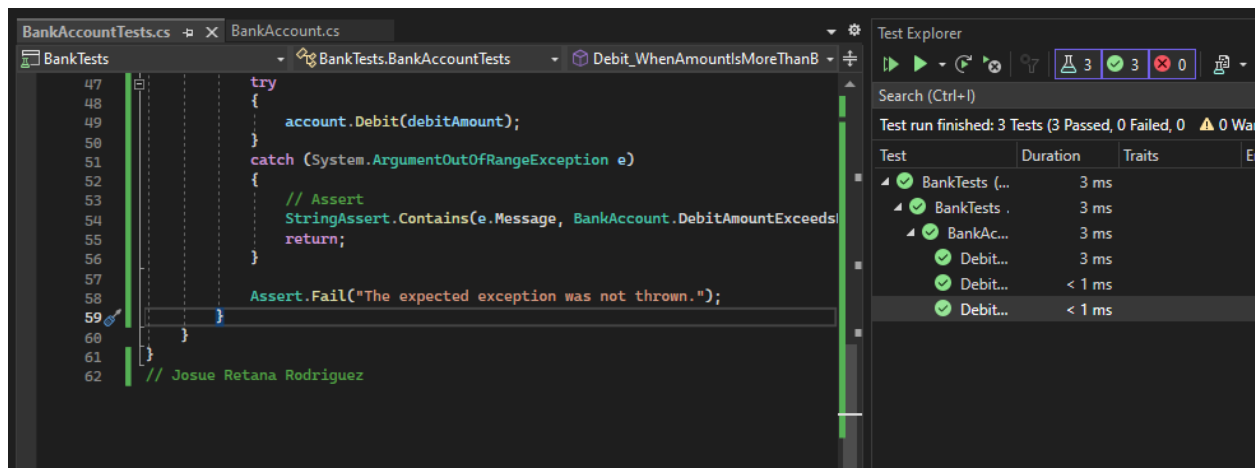 BankAccountTests.cs BankAccount.cs
BankTests BankTests.BankAccountTests Debit_WhenAmountIsMoreThanB
47 try
48 {
49 account.Debit(debitAmount);
50 }
51 catch (System.ArgumentOutOfRangeException e)
52 {
53 // Assert
54 StringAssert.Contains(e.Message, BankAccount.DebitAmountExceeds
55 return;
56 }
57
58 Assert.Fail("The expected exception was not thrown.");
59 }
60 }
61 }
62 // Josue Retana Rodriguez
Test Explorer
3 3 0
Search (Ctrl+I)
Test run finished: 3 Tests (3 Passed, 0 Failed, 0 0 Wa
Test Duration Traits E
BankTests (... 3 ms
BankTests . 3 ms
BankAc... 3 ms
Debit... 3 ms
Debit... < 1 ms
Debit... < 1 ms